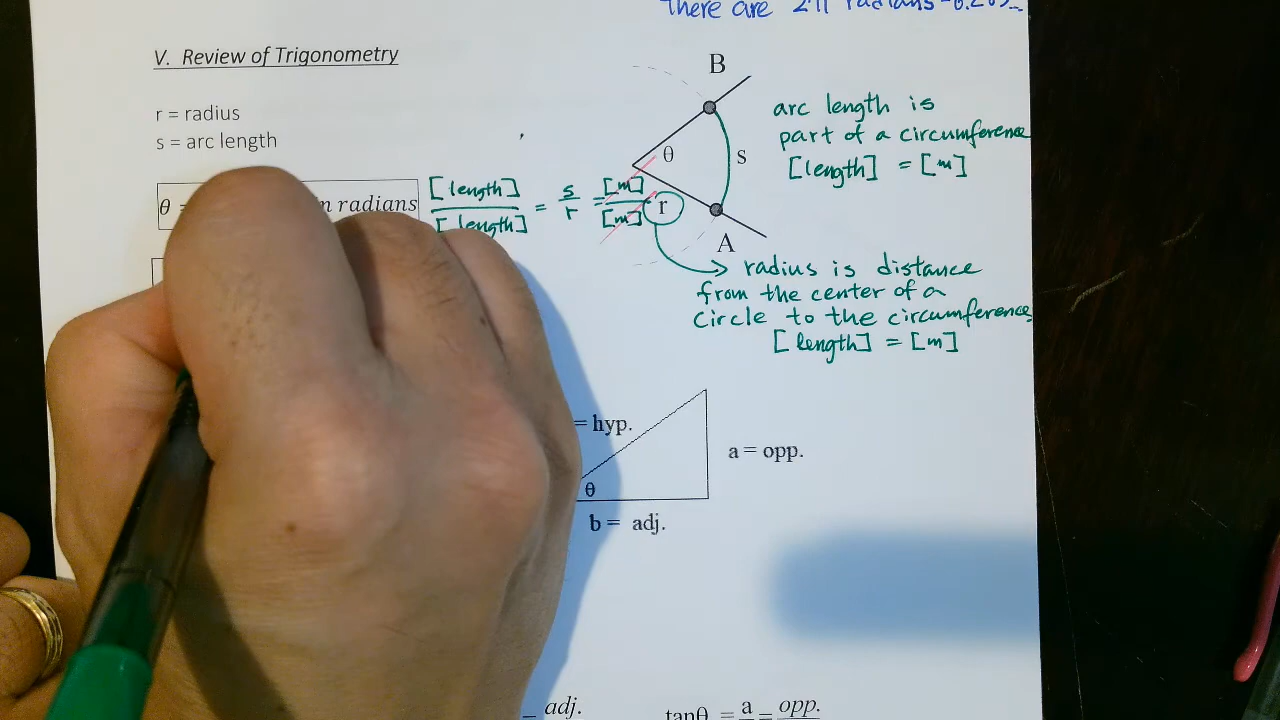 There are 2π radians
V. Review of Trigonometry
r = radius
s = arc length
θ = n radians
[length] / [length] = s / r = [m] / [m]
B
θ
s
r
A
arc length is
part of a circumference
[length] = [m]
radius is distance
from the center of a
circle to the circumference
[length] = [m]
= hyp.
θ
a = opp.
b = adj.
adj.
tanθ = a = opp.